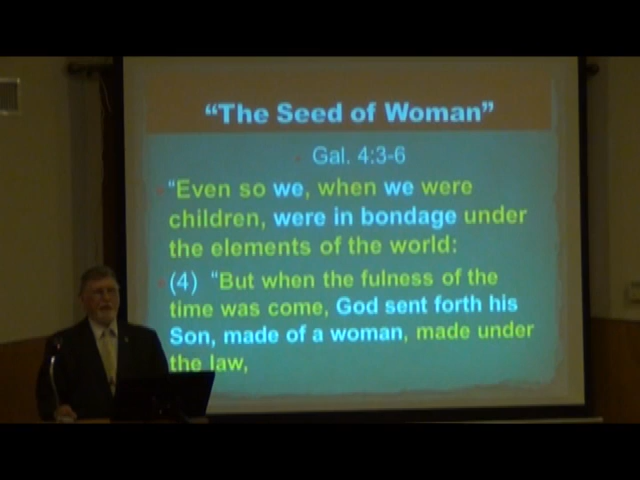 “The Seed of Woman”
Gal. 4:3-6
“Even so we, when we were
children, were in bondage under
the elements of the world:
(4) “But when the fulness of the
time was come, God sent forth his
Son, made of a woman, made under
the law,